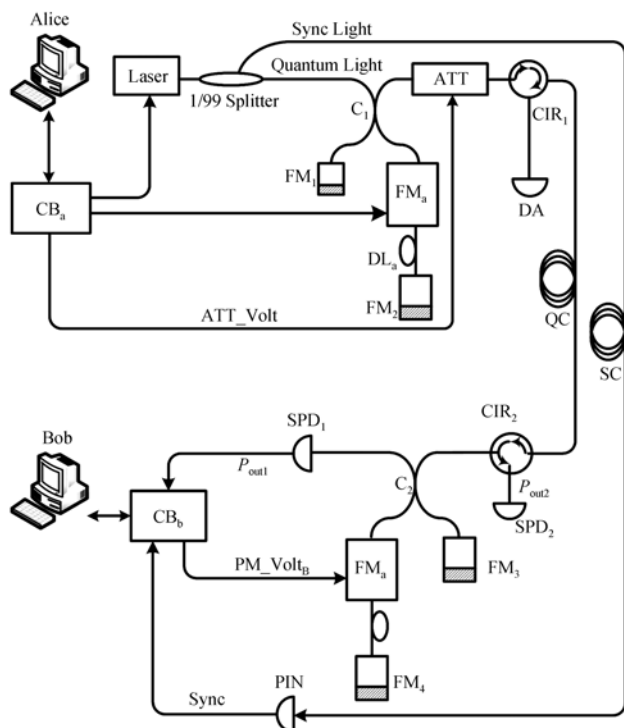 Alice
Sync Light
Laser
Quantum Light
ATT
1/99 Splitter
C1
CIR1
FM1
FMa
DA
CBa
DLa
FM2
ATT_Volt
QC
SC
SPD1
CIR2
Bob
Pout1
C2
Pout2
CBb
SPD2
PM_VoltB
FMa
FM3
FM4
Sync
PIN